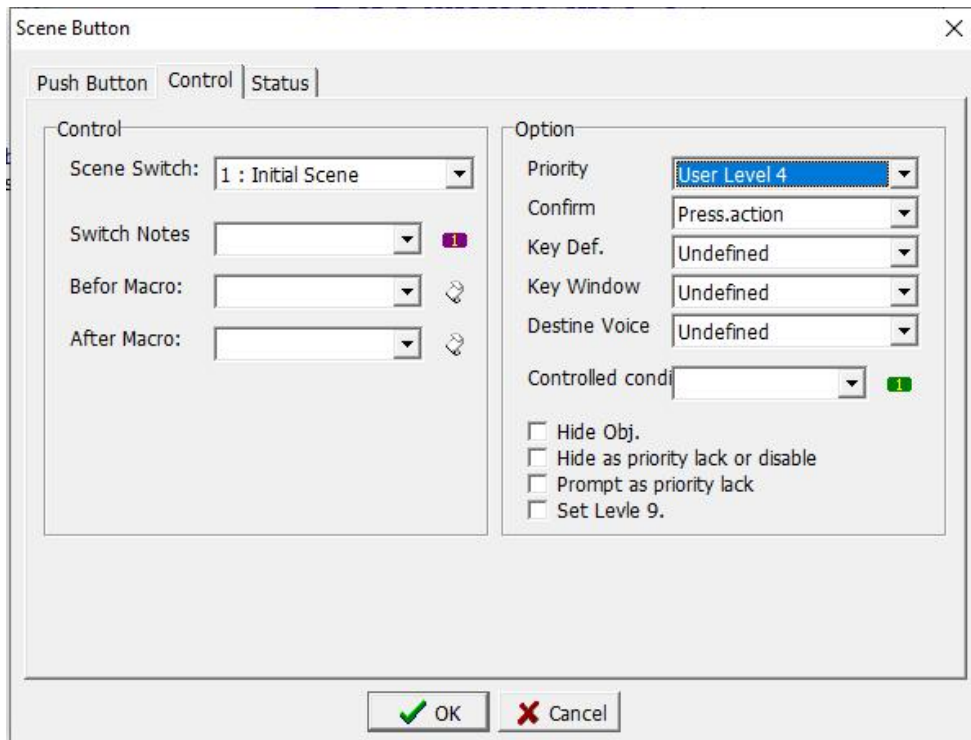 Scene Button
Push Button Control Status
Control
Scene Switch: 1 : Initial Scene
Switch Notes 1
Befor Macro:
After Macro:
Option
Priority User Level 4
Confirm Press.action
Key Def. Undefined
Key Window Undefined
Destine Voice Undefined
Controlled condi 1
Hide Obj.
Hide as priority lack or disable
Prompt as priority lack
Set Levle 9.
OK Cancel